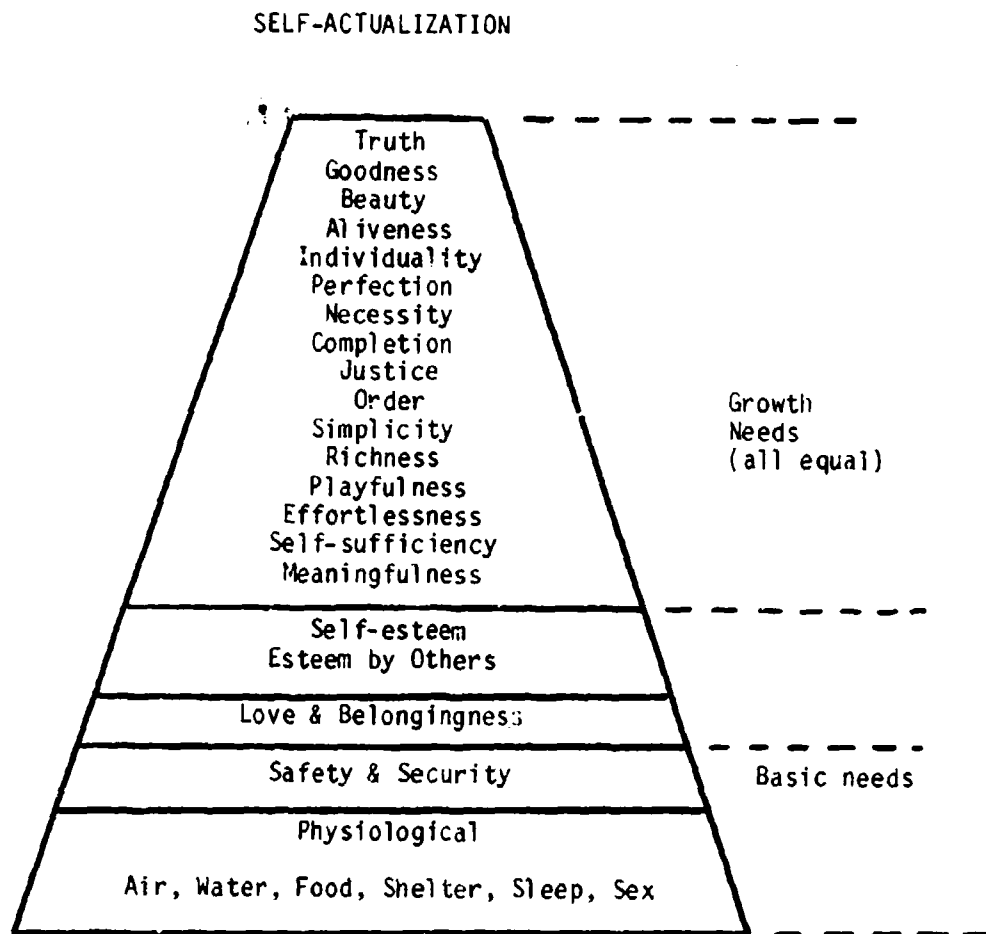 SELF-ACTUALIZATION
Truth
Goodness
Beauty
Aliveness
Individuality
Perfection
Necessity
Completion
Justice
Order
Simplicity
Richness
Playfulness
Effortlessness
Self-sufficiency
Meaningfulness
Growth
Needs
(all equal)
Self-esteem
Esteem by Others
Love & Belongingness
Safety & Security
Basic needs
Physiological
Air, Water, Food, Shelter, Sleep, Sex